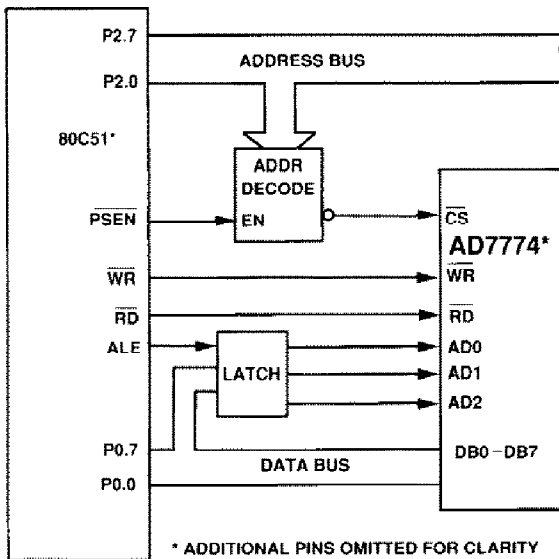 P2.7
ADDRESS BUS
P2.0
80C51*
ADDR
DECODE
PSEN
EN
CS
AD7774*
WR
WR
RD
RD
ALE
LATCH
AD0
AD1
AD2
P0.7
DB0–DB7
DATA BUS
P0.0
* ADDITIONAL PINS OMITTED FOR CLARITY